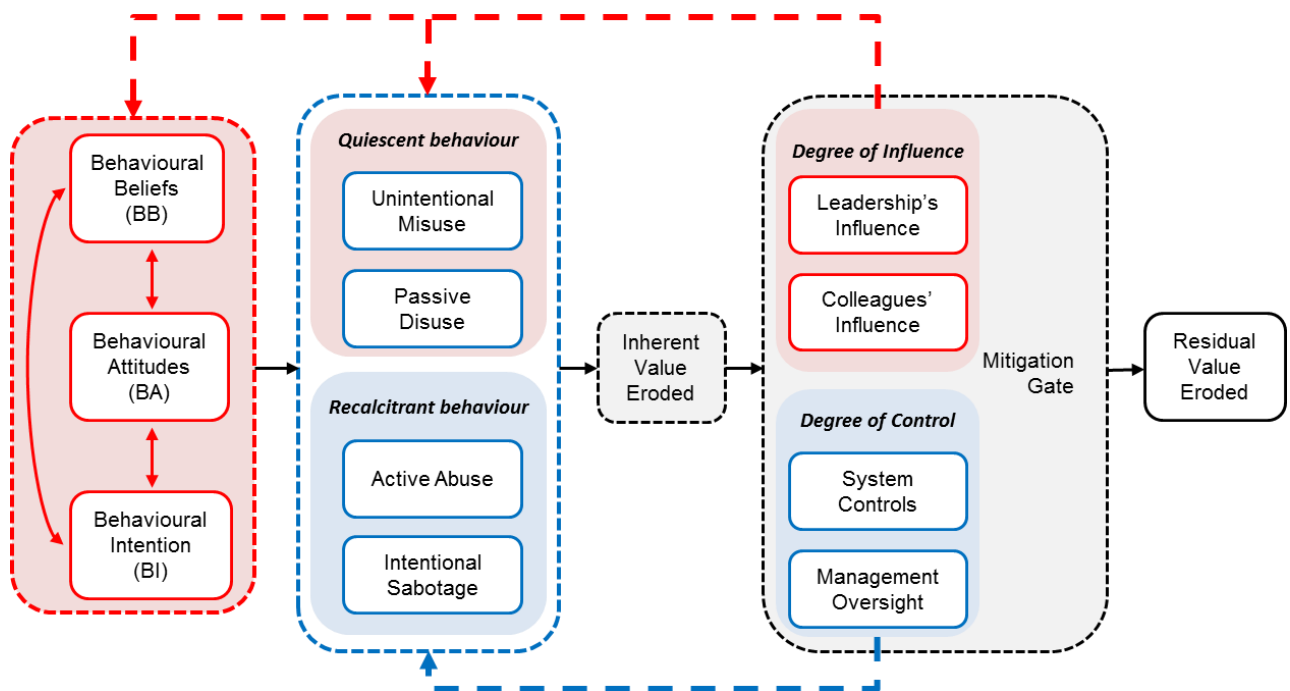 Behavioural
Beliefs
(BB)
Behavioural
Attitudes
(BA)
Behavioural
Intention
(BI)
Quiescent behaviour
Unintentional
Misuse
Passive
Disuse
Recalcitrant behaviour
Active Abuse
Intentional
Sabotage
Inherent
Value
Eroded
Degree of Influence
Leadership’s
Influence
Colleagues’
Influence
Mitigation
Gate
Degree of Control
System
Controls
Management
Oversight
Residual
Value
Eroded